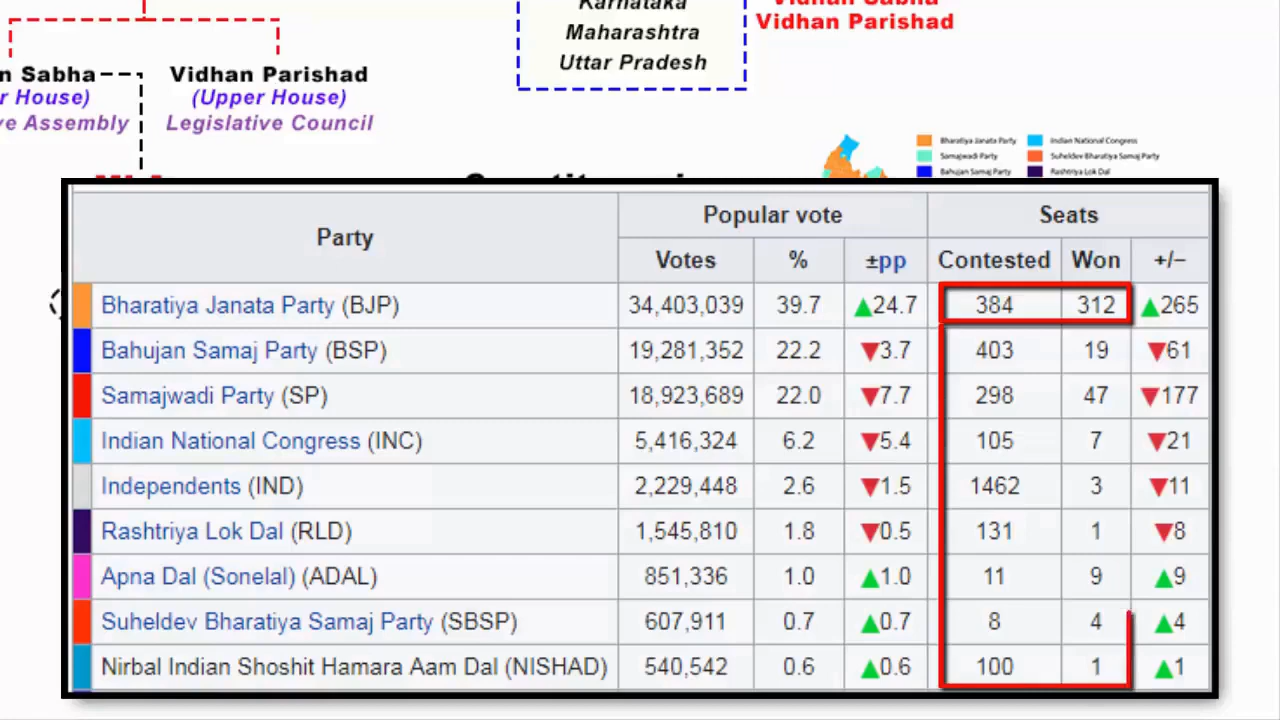 Karnataka
Maharashtra
Uttar Pradesh
Vidhan Sabha
Vidhan Parishad
n Sabha
r House)
ve Assembly
Vidhan Parishad
(Upper House)
Legislative Council
Bharatiya Janata Party Indian National Congress
Samajwadi Party Suheldev Bharatiya Samaj Party
Bahujan Samaj Party Rashtriya Lok Dal
Party Popular vote Seats
Votes % ±pp Contested Won +/−
Bharatiya Janata Party (BJP) 34,403,039 39.7 ▲24.7 384 312 ▲265
Bahujan Samaj Party (BSP) 19,281,352 22.2 ▼3.7 403 19 ▼61
Samajwadi Party (SP) 18,923,689 22.0 ▼7.7 298 47 ▼177
Indian National Congress (INC) 5,416,324 6.2 ▼5.4 105 7 ▼21
Independents (IND) 2,229,448 2.6 ▼1.5 1462 3 ▼11
Rashtriya Lok Dal (RLD) 1,545,810 1.8 ▼0.5 131 1 ▼8
Apna Dal (Sonelal) (ADAL) 851,336 1.0 ▲1.0 11 9 ▲9
Suheldev Bharatiya Samaj Party (SBSP) 607,911 0.7 ▲0.7 8 4 ▲4
Nirbal Indian Shoshit Hamara Aam Dal (NISHAD) 540,542 0.6 ▲0.6 100 1 ▲1